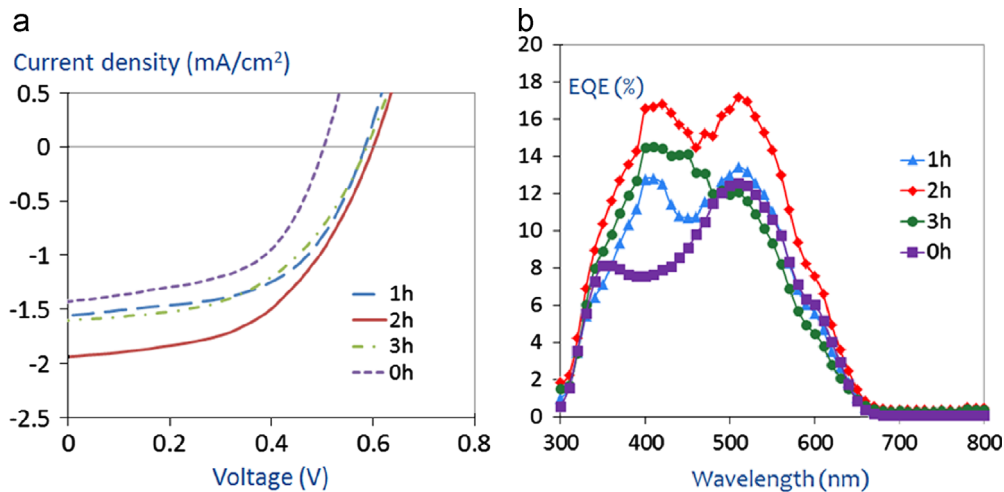 a
Current density (mA/cm²)
0.5
0
-0.5
-1
-1.5
-2
-2.5
0 0.2 0.4 0.6 0.8
Voltage (V)
1h
2h
3h
0h
b
EQE (%)
20
18
16
14
12
10
8
6
4
2
0
300 400 500 600 700 800
Wavelength (nm)
1h
2h
3h
0h